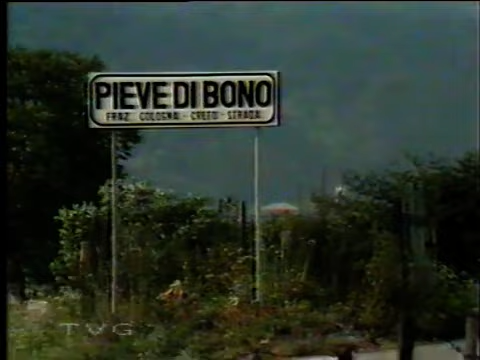 PIEVE DI BONO
FRAZ. COLOGNA - CRETO - STRADA
TVG